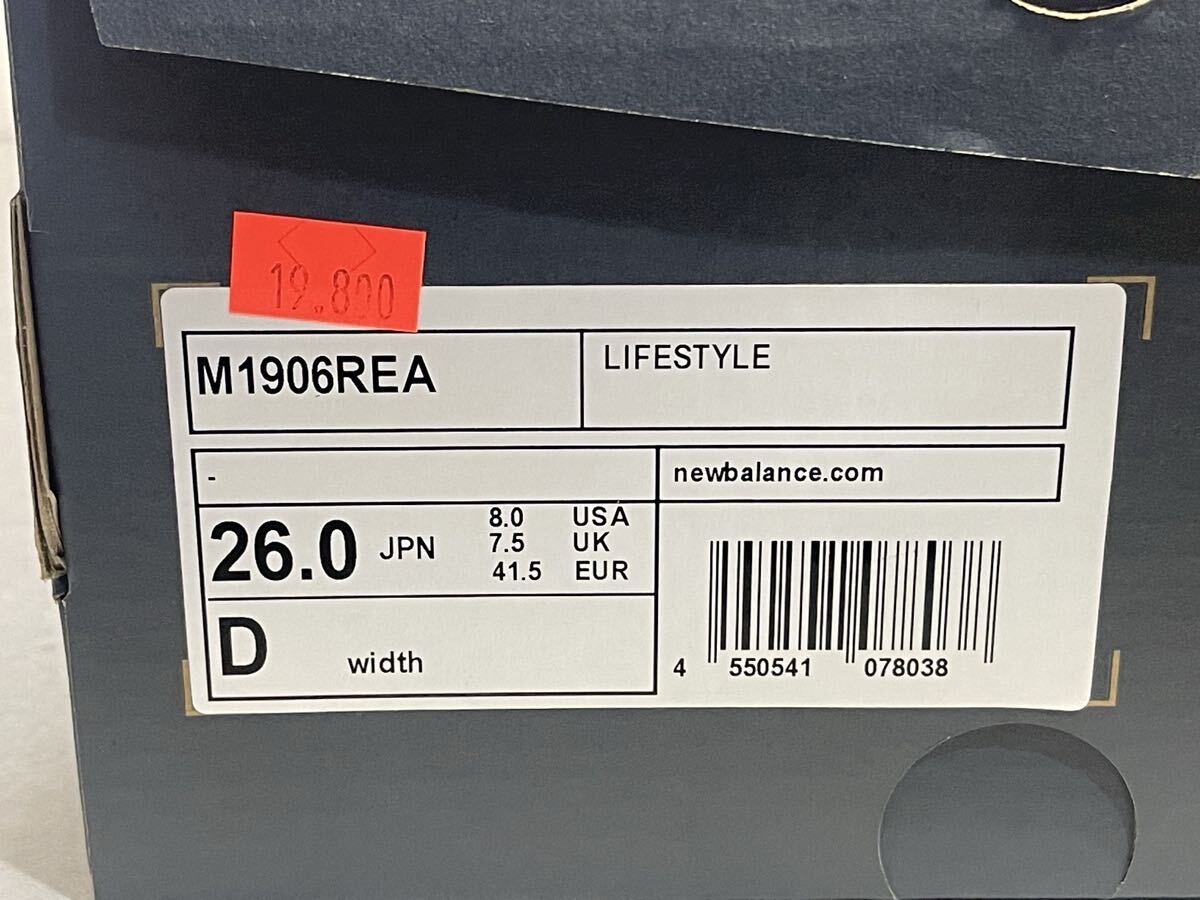 19,800
M1906REA
LIFESTYLE
-
newbalance.com
26.0 JPN
8.0 USA
7.5 UK
41.5 EUR
D width
4 550541 078038